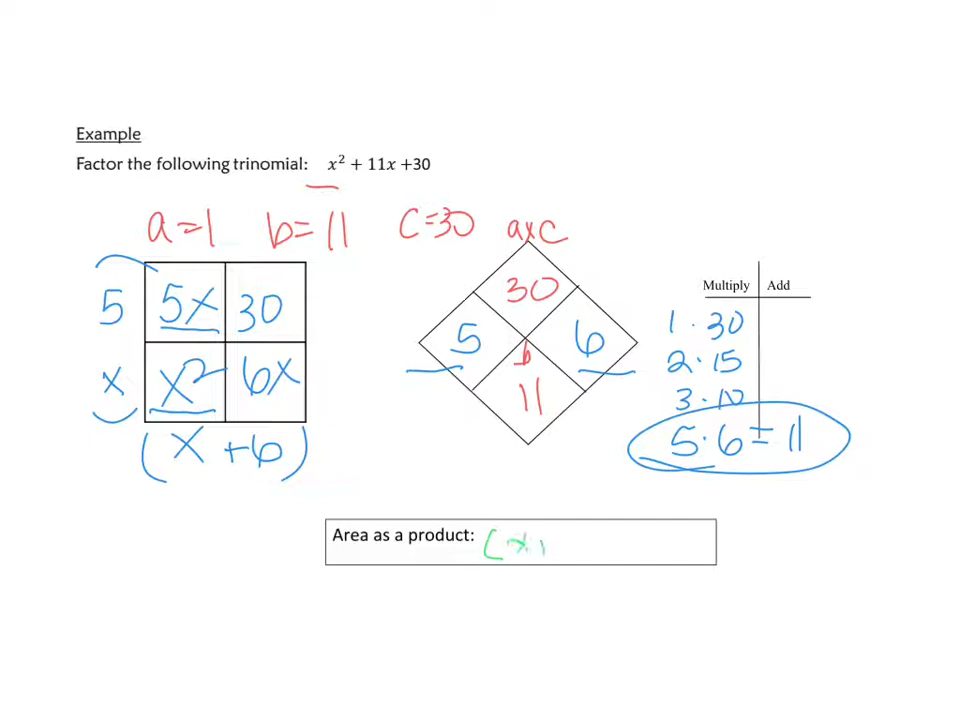 Example
Factor the following trinomial: x² + 11x +30
a=1 b=11 c=30 axc
5 5x 30
x x² 6x
(x +6)
30
5 6
b
11
Multiply Add
1·30
2·15
3·10
5·6=11
Area as a product: (x